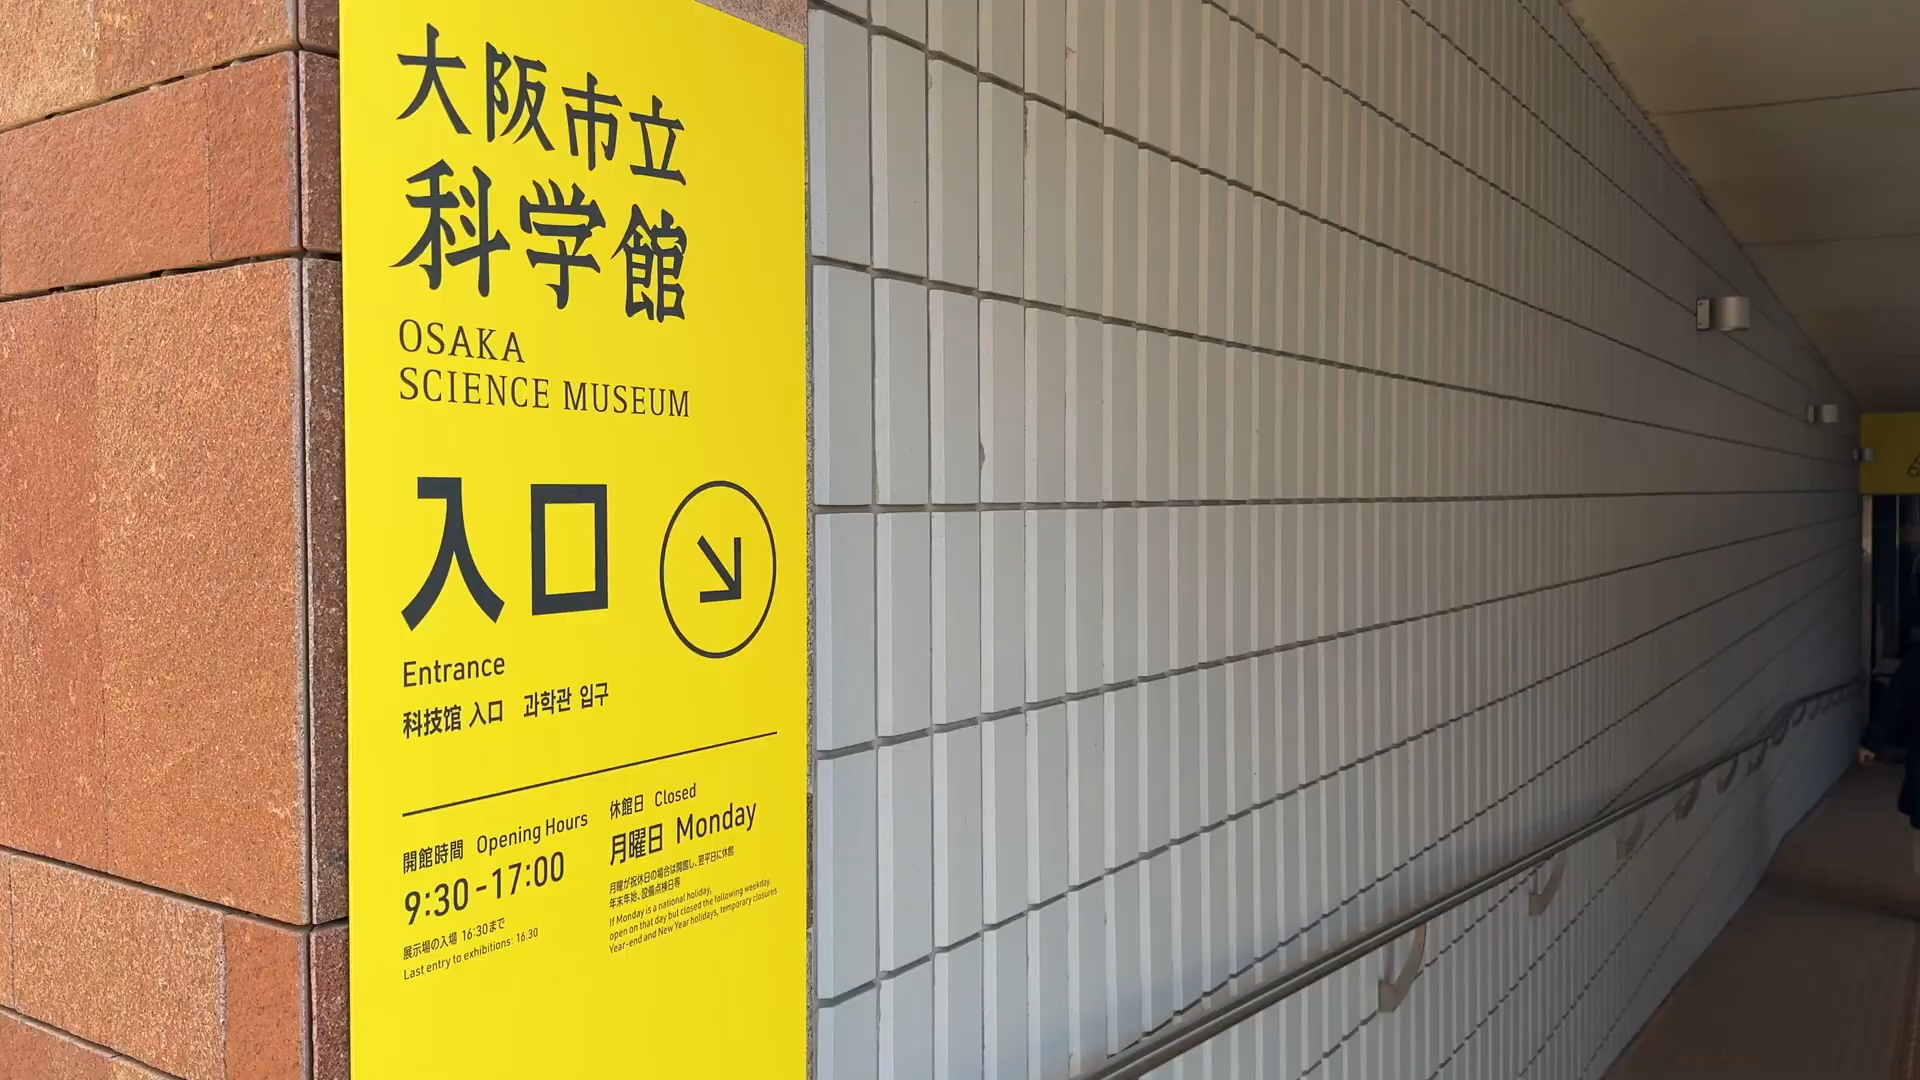 大阪市立
科学館
OSAKA
SCIENCE MUSEUM
入口
Entrance
科技馆 入口 과학관 입구
開館時間 Opening Hours
9:30-17:00
展示場の入場 16:30まで
Last entry to exhibitions: 16:30
休館日 Closed
月曜日 Monday
月曜が祝休日の場合は開館し、翌平日に休館
年末年始、設備点検日等
If Monday is a national holiday,
open on that day but closed the following weekday.
Year-end and New Year holidays, temporary closures